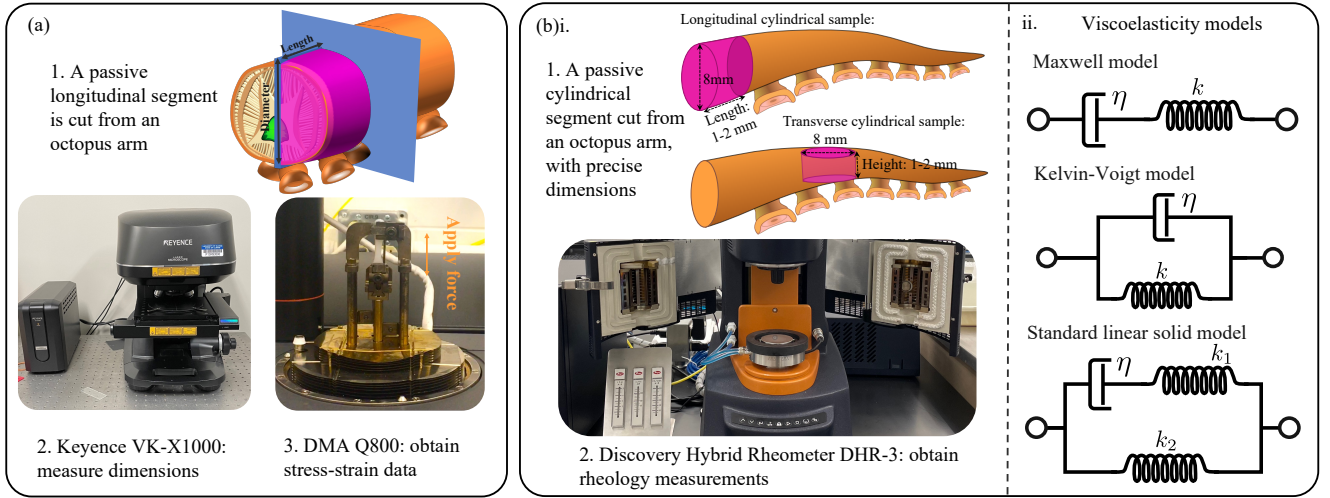 (a)
1. A passive
longitudinal segment
is cut from an
octopus arm
Length
Diameter
KEYENCE
Apply force
2. Keyence VK-X1000:
measure dimensions
3. DMA Q800: obtain
stress-strain data
(b)i.
1. A passive
cylindrical
segment cut from
an octopus arm,
with precise
dimensions
Longitudinal cylindrical sample:
8mm
Length:
1-2 mm
Transverse cylindrical sample:
8 mm
Height: 1-2 mm
2. Discovery Hybrid Rheometer DHR-3: obtain
rheology measurements
ii.
Viscoelasticity models
Maxwell model
η
k
Kelvin-Voigt model
η
k
Standard linear solid model
η
k₁
k₂